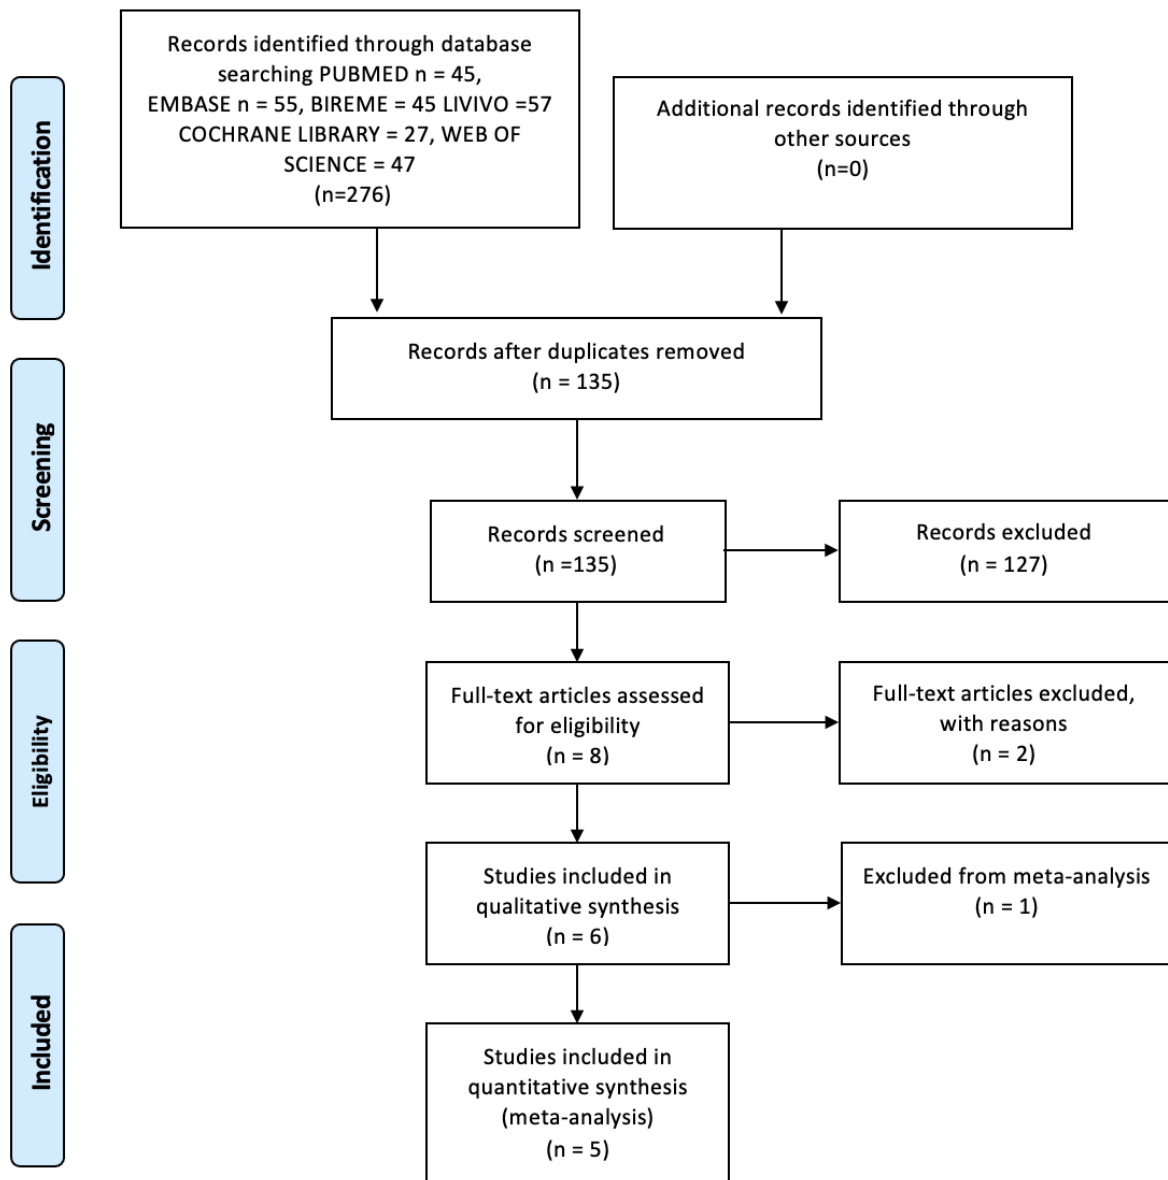 Identification
Records identified through database
searching PUBMED n = 45,
EMBASE n = 55, BIREME = 45 LIVIVO =57
COCHRANE LIBRARY = 27, WEB OF
SCIENCE = 47
(n=276)
Additional records identified through
other sources
(n=0)
Records after duplicates removed
(n = 135)
Screening
Records screened
(n =135)
Records excluded
(n = 127)
Eligibility
Full-text articles assessed
for eligibility
(n = 8)
Full-text articles excluded,
with reasons
(n = 2)
Studies included in
qualitative synthesis
(n = 6)
Excluded from meta-analysis
(n = 1)
Included
Studies included in
quantitative synthesis
(meta-analysis)
(n = 5)